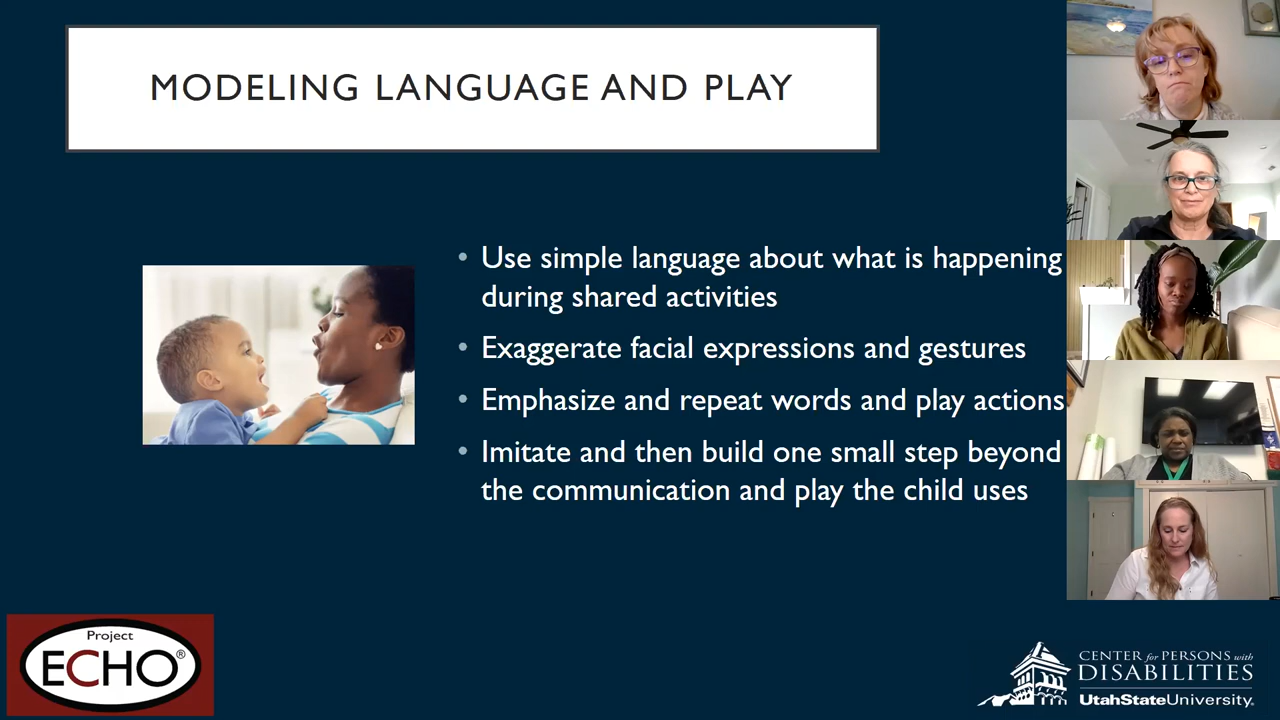 MODELING LANGUAGE AND PLAY
• Use simple language about what is happening
during shared activities
• Exaggerate facial expressions and gestures
• Emphasize and repeat words and play actions
• Imitate and then build one small step beyond
the communication and play the child uses
Project
ECHO®
CENTER for PERSONS with
DISABILITIES
UtahStateUniversity